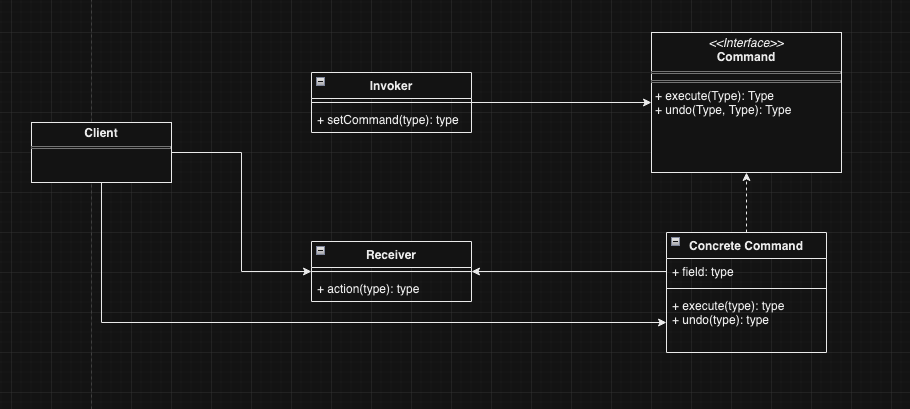 <<Interface>>
Command
+ execute(Type): Type
+ undo(Type, Type): Type
Invoker
+ setCommand(type): type
Client
Receiver
+ action(type): type
Concrete Command
+ field: type
+ execute(type): type
+ undo(type): type